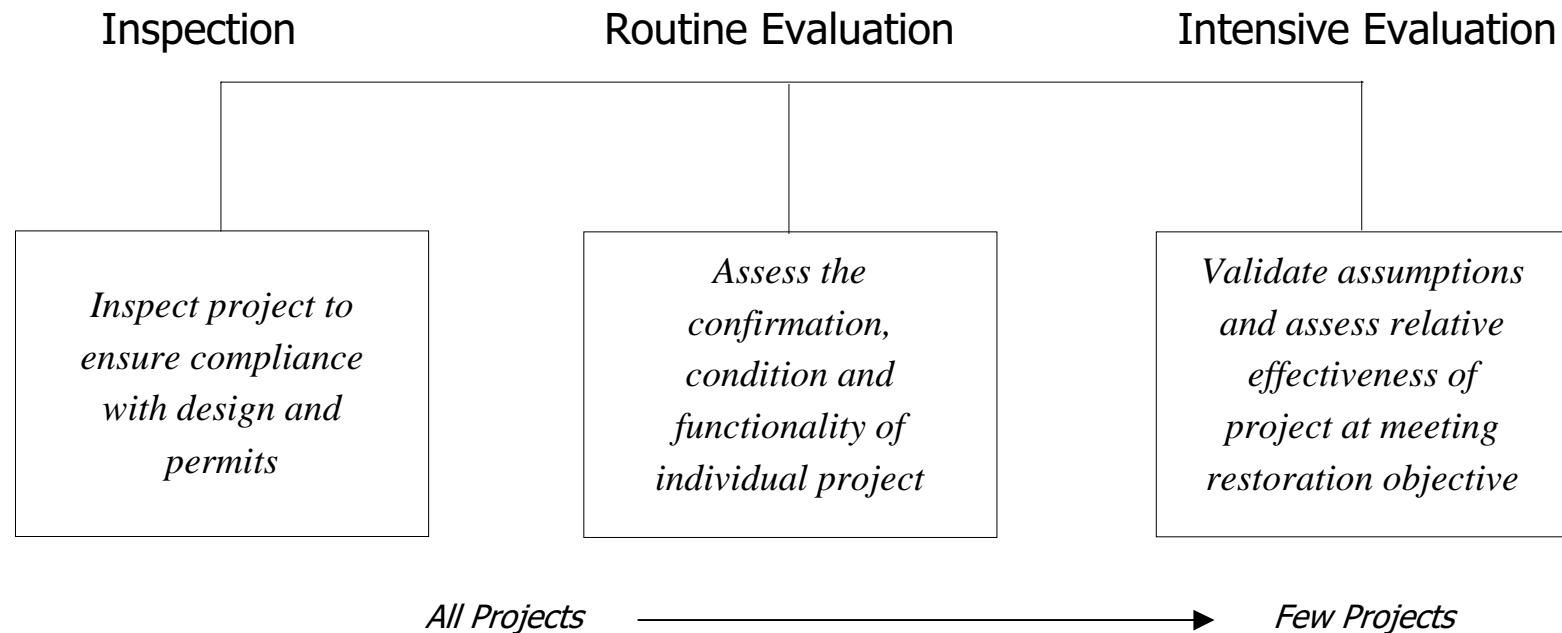 Inspection
Routine Evaluation
Intensive Evaluation
Inspect project to
ensure compliance
with design and
permits
Assess the
confirmation,
condition and
functionality of
individual project
Validate assumptions
and assess relative
effectiveness of
project at meeting
restoration objective
All Projects
Few Projects